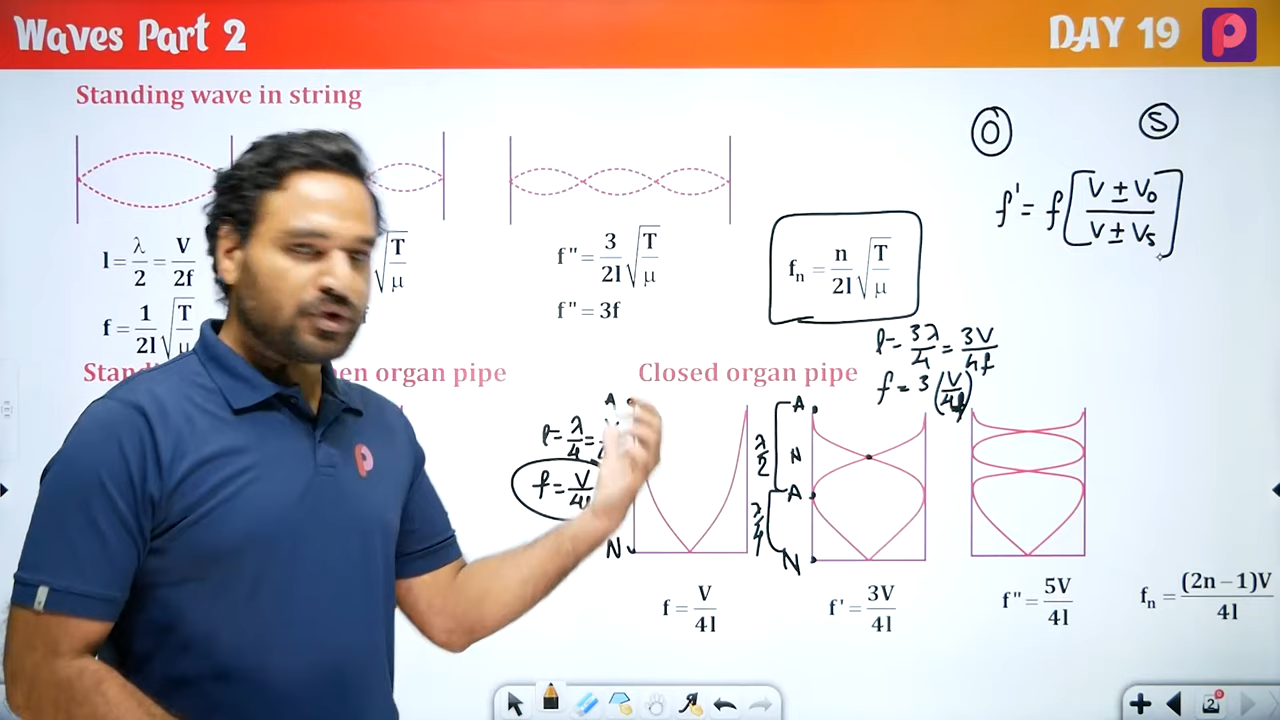 Waves Part 2
DAY 19
Standing wave in string
O
S
f' = f[V ± V₀ / V ± Vₛ]
l = λ/2 = V/2f
f = 1/2l √T/μ
√T/μ
f" = 3/2l √T/μ
f" = 3f
fₙ = n/2l √T/μ
l = 3λ/4 = 3V/4f
f = 3(V/4l)
organ pipe
Closed organ pipe
A
l = λ/4 =
f = V/4l
N
λ/2
λ/4
A
N
A
N
f = V/4l
f' = 3V/4l
f" = 5V/4l
fₙ = (2n−1)V/4l
2